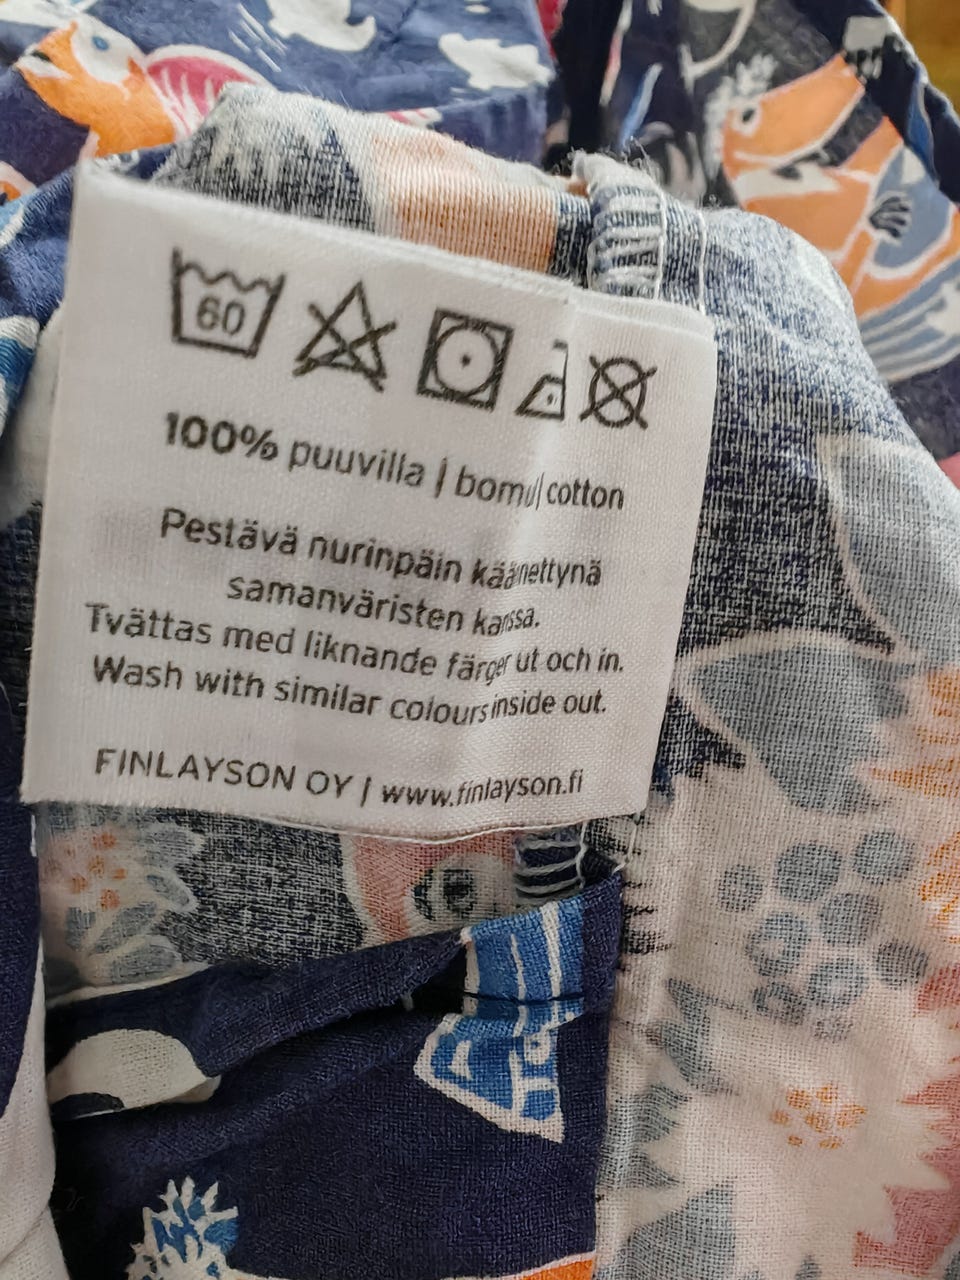 60
100% puuvilla | bomull | cotton
Pestävä nurinpäin käännettynä
samanväristen kanssa.
Tvättas med liknande färger ut och in.
Wash with similar colours inside out.
FINLAYSON OY | www.finlayson.fi